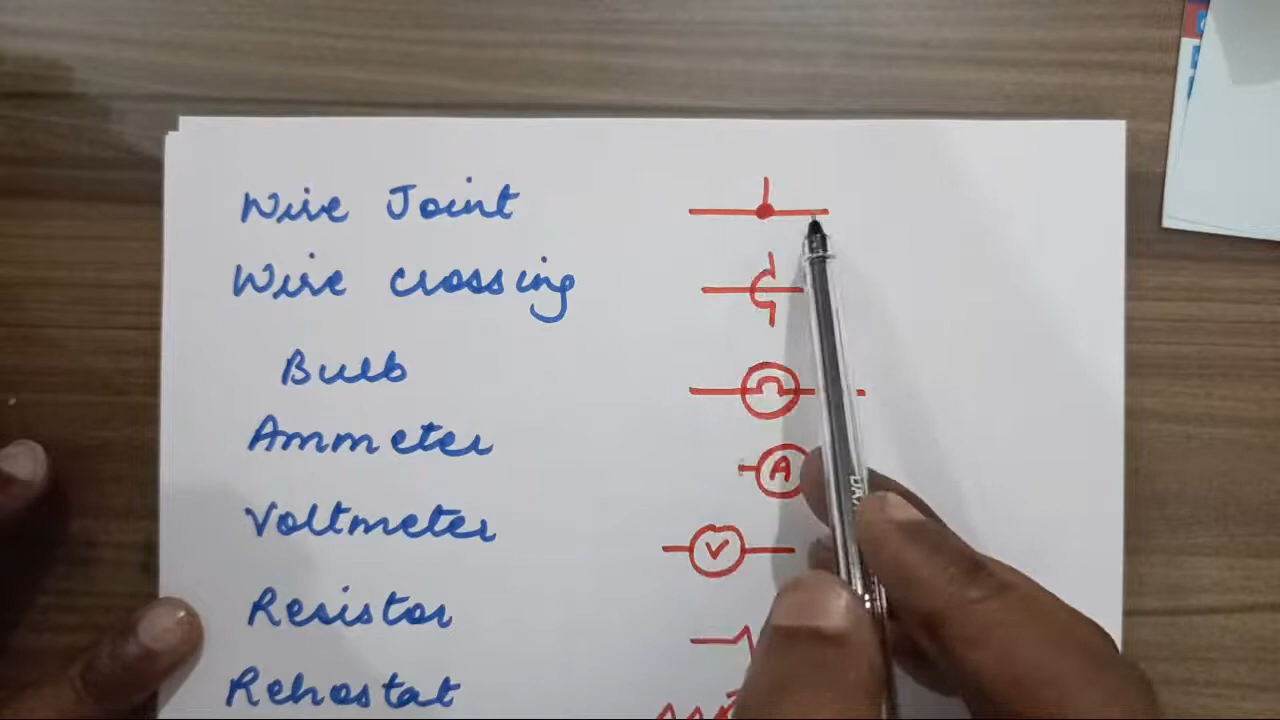 Wire Joint
Wire crossing
Bulb
Ammeter
A
Voltmeter
V
Resistor
Rehostat